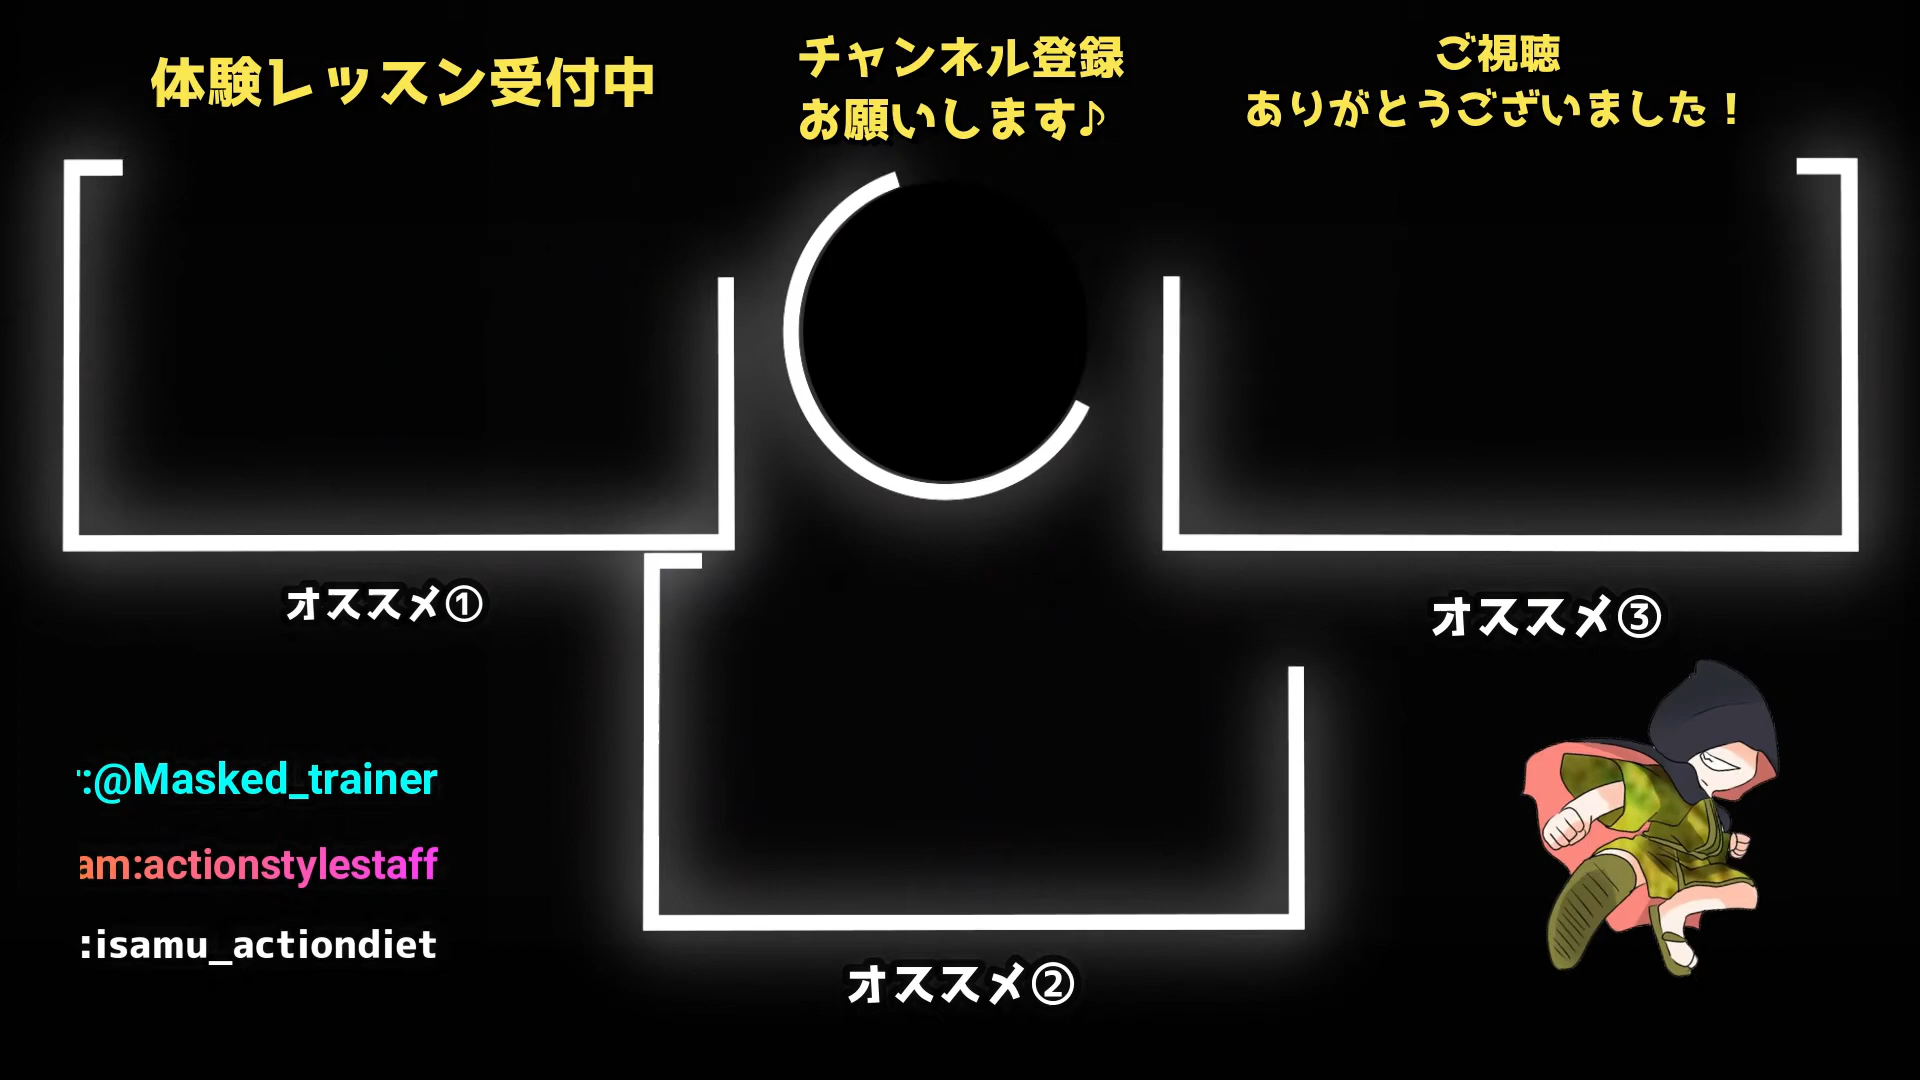 体験レッスン受付中
チャンネル登録
お願いします♪
ご視聴
ありがとうございました！
オススメ①
オススメ③
:@Masked_trainer
am:actionstylestaff
:isamu_actiondiet
オススメ②